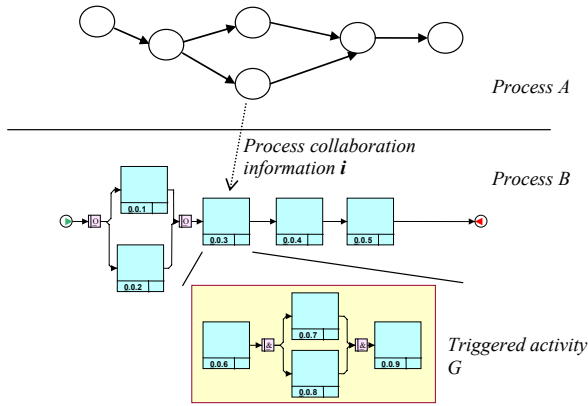 Process A
Process collaboration
information i
Process B
O
O
0.0.1
0.0.2
0.0.3
0.0.4
0.0.5
&
&
0.0.6
0.0.7
0.0.8
0.0.9
Triggered activity
G